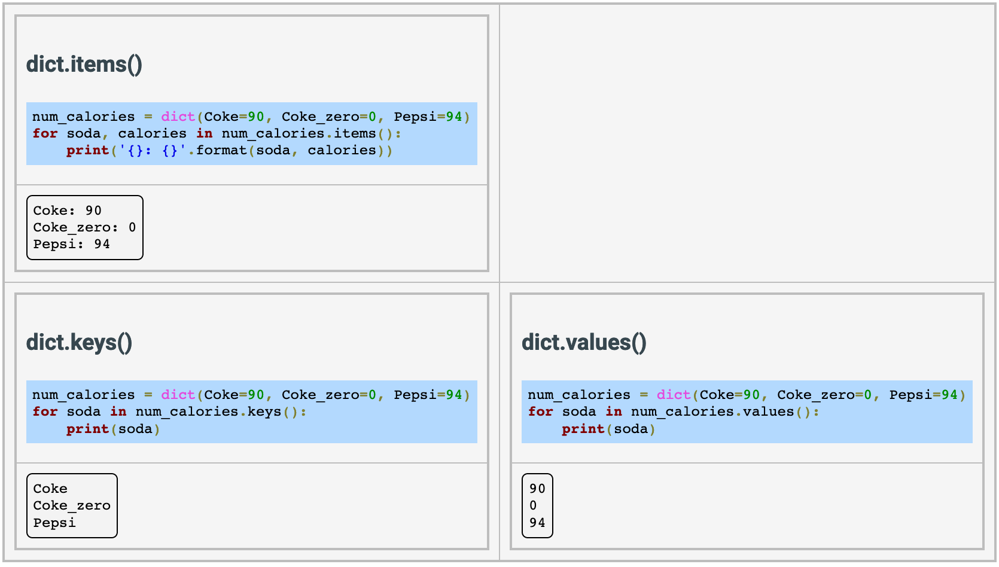 dict.items()
num_calories = dict(Coke=90, Coke_zero=0, Pepsi=94)
for soda, calories in num_calories.items():
    print('{}: {}'.format(soda, calories))
Coke: 90
Coke_zero: 0
Pepsi: 94
dict.keys()
num_calories = dict(Coke=90, Coke_zero=0, Pepsi=94)
for soda in num_calories.keys():
    print(soda)
Coke
Coke_zero
Pepsi
dict.values()
num_calories = dict(Coke=90, Coke_zero=0, Pepsi=94)
for soda in num_calories.values():
    print(soda)
90
0
94